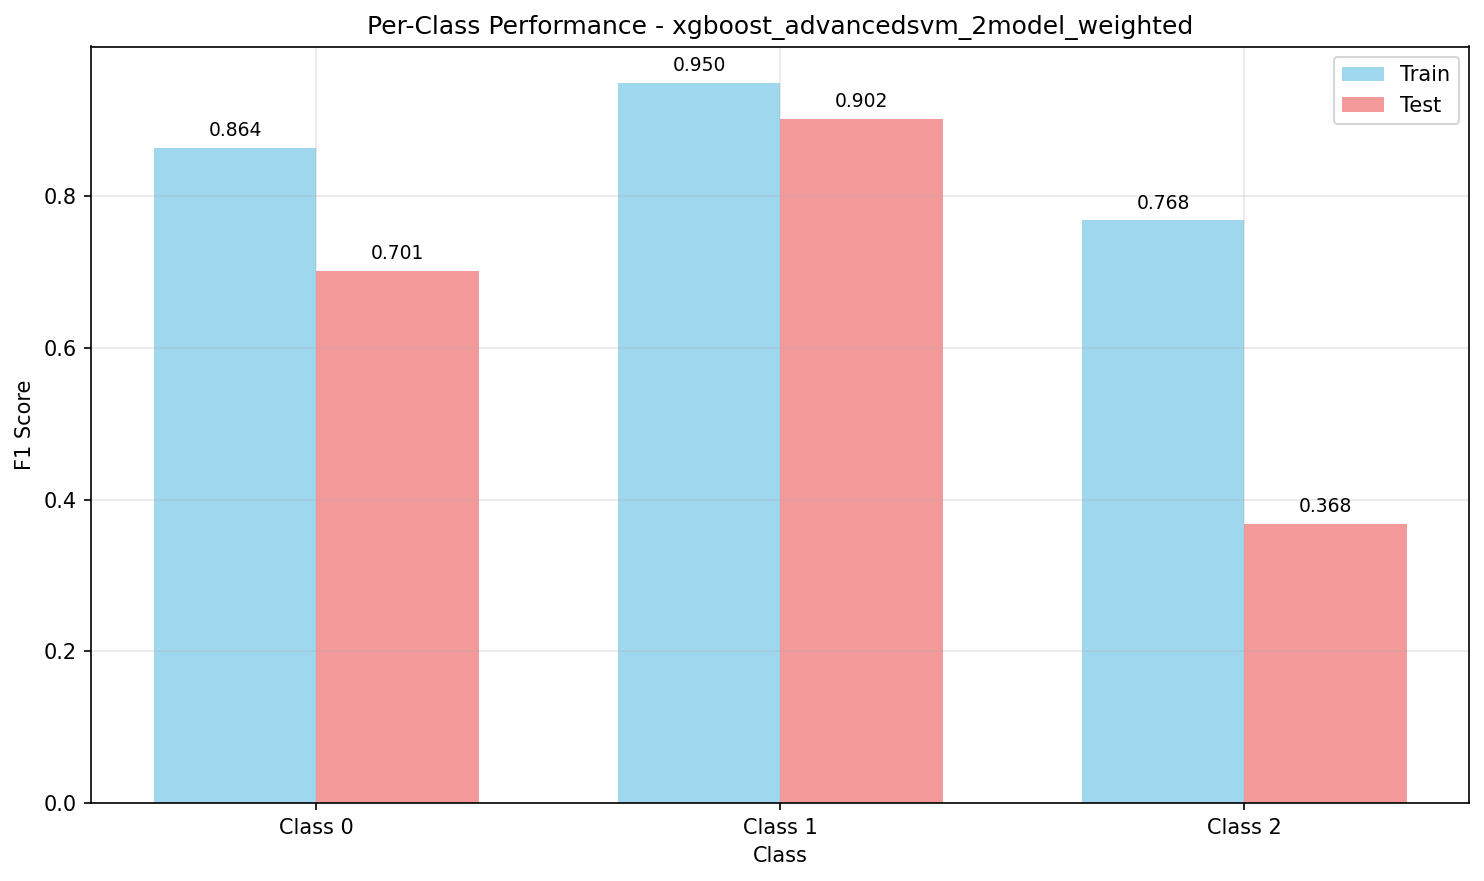 Per-Class Performance - xgboost_advancedsvm_2model_weighted
Train
Test
0.864
0.701
0.950
0.902
0.768
0.368
F1 Score
0.8
0.6
0.4
0.2
0.0
Class 0
Class 1
Class 2
Class